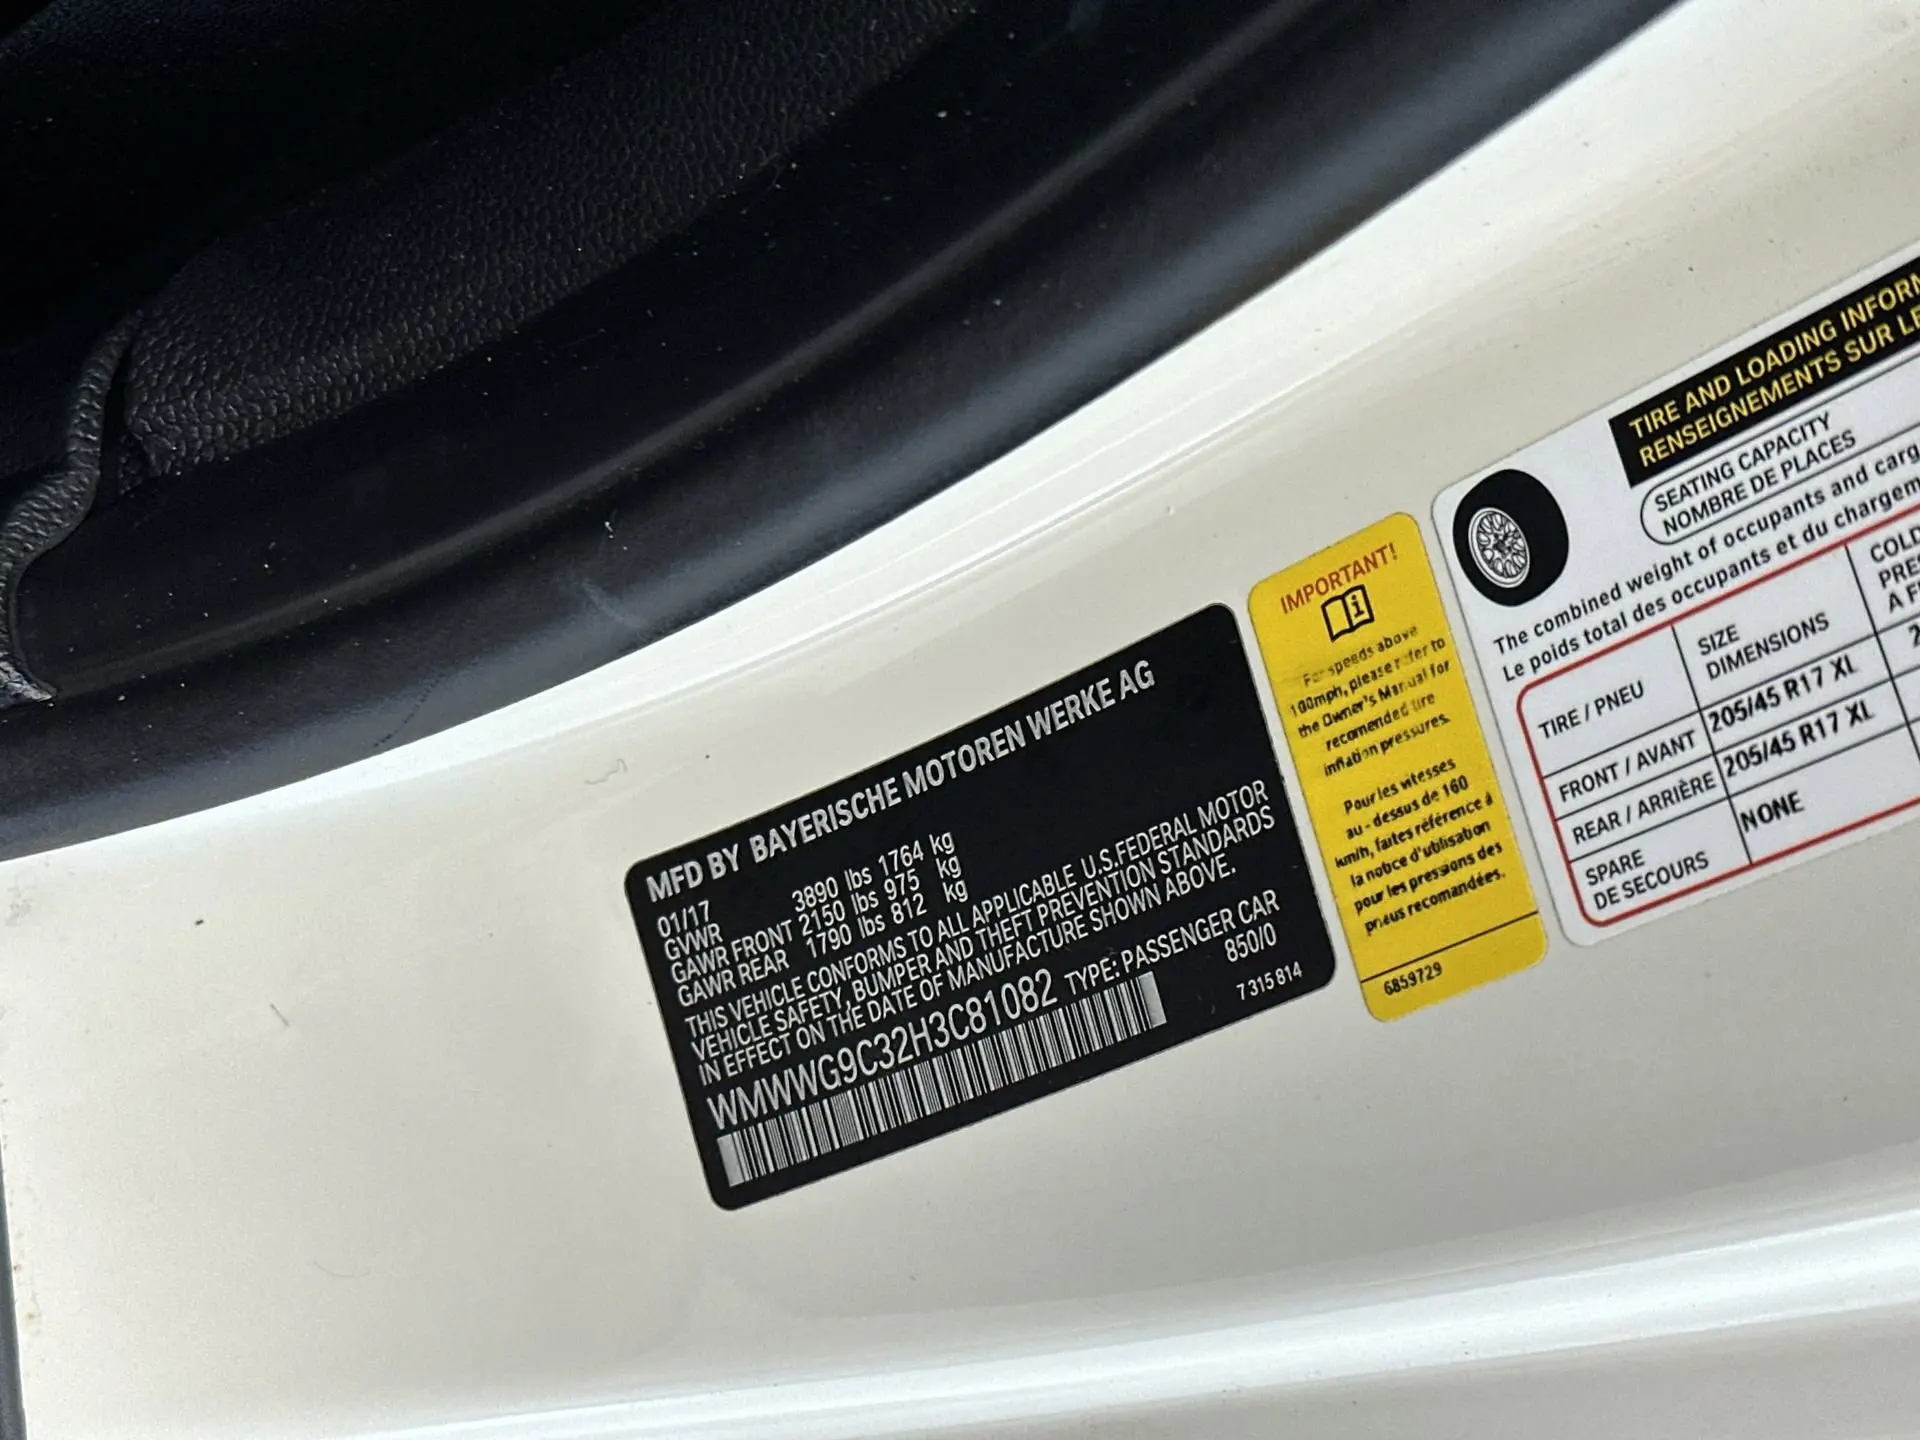 MFD BY BAYERISCHE MOTOREN WERKE AG
01/17
GVWR 3890 lbs 1764 kg
GAWR FRONT 2150 lbs 975 kg
GAWR REAR 1790 lbs 812 kg
THIS VEHICLE CONFORMS TO ALL APPLICABLE U.S.FEDERAL MOTOR
VEHICLE SAFETY, BUMPER AND THEFT PREVENTION STANDARDS
IN EFFECT ON THE DATE OF MANUFACTURE SHOWN ABOVE.
WMWWG9C32H3C81082 TYPE: PASSENGER CAR
850/0
7 315 814
IMPORTANT!
For speeds above
100mph, please refer to
the Owner's Manual for
recomended tire
inflation pressures.
Pour les vitesses
au - dessus de 160
km/h, faites référence à
la notice d'utilisation
pour les pressions des
pneus recomandées.
6859729
TIRE AND LOADING
RENSEIGNEMENTS SUR
SEATING CAPACITY
NOMBRE DE PLACES
The combined weight of occupants and
Le poids total des occupants et du
TIRE / PNEU
SIZE
DIMENSIONS
FRONT / AVANT 205/45 R17 XL
REAR / ARRIÈRE 205/45 R17 XL
SPARE
DE SECOURS
NONE
COLD
A